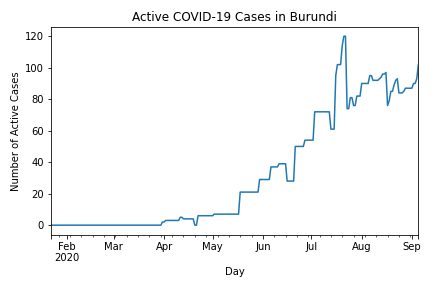 Active COVID-19 Cases in Burundi
Number of Active Cases
120
100
80
60
40
20
0
Feb Mar Apr May Jun Jul Aug Sep
2020
Day